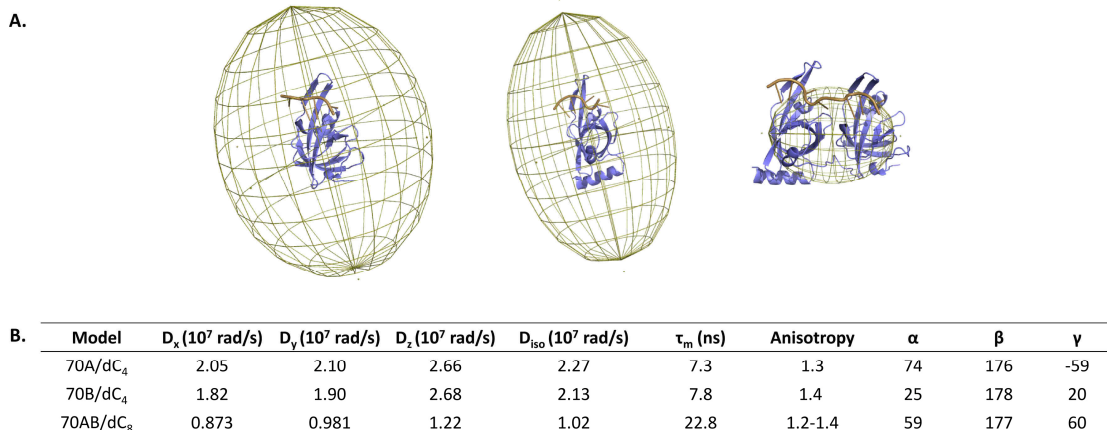 A.
B.
Model D_x (10^7 rad/s) D_y (10^7 rad/s) D_z (10^7 rad/s) D_iso (10^7 rad/s) τ_m (ns) Anisotropy α β γ
70A/dC_4 2.05 2.10 2.66 2.27 7.3 1.3 74 176 -59
70B/dC_4 1.82 1.90 2.68 2.13 7.8 1.4 25 178 20
70AB/dC_8 0.873 0.981 1.22 1.02 22.8 1.2-1.4 59 177 60